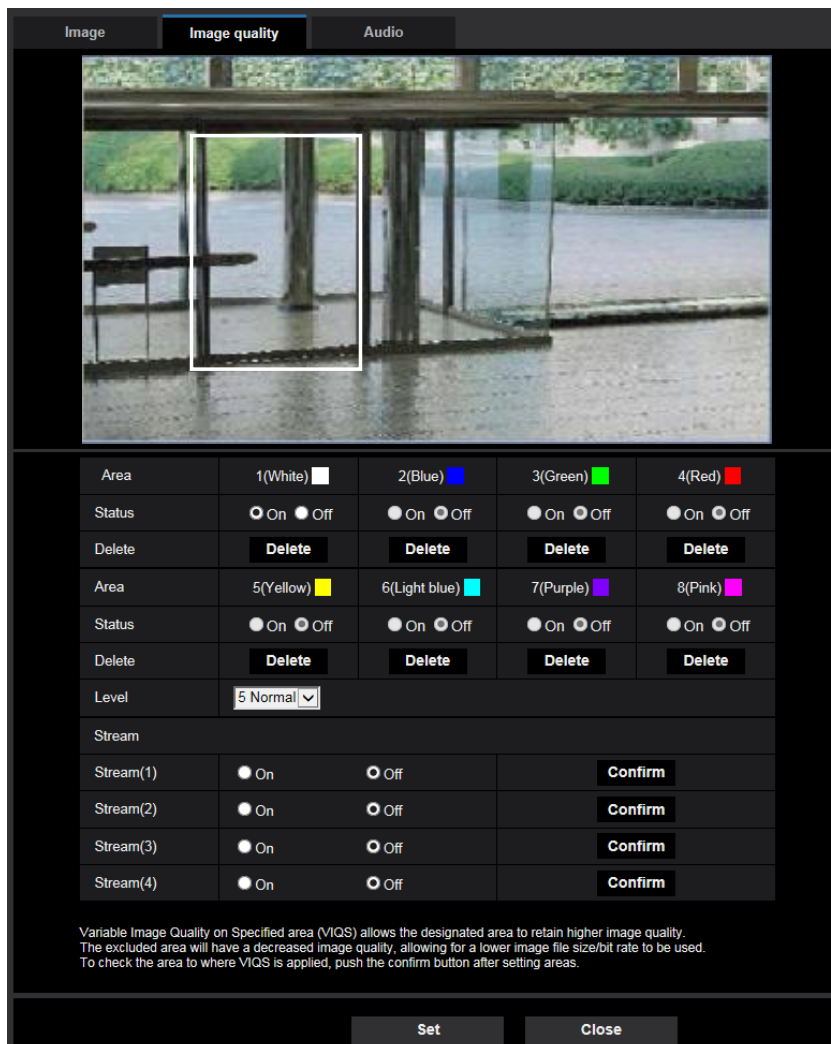 Image Image quality Audio
Area 1(White) 2(Blue) 3(Green) 4(Red)
Status On Off On Off On Off On Off
Delete Delete Delete Delete Delete
Area 5(Yellow) 6(Light blue) 7(Purple) 8(Pink)
Status On Off On Off On Off On Off
Delete Delete Delete Delete Delete
Level 5 Normal
Stream
Stream(1) On Off Confirm
Stream(2) On Off Confirm
Stream(3) On Off Confirm
Stream(4) On Off Confirm
Variable Image Quality on Specified area (VIQS) allows the designated area to retain higher image quality.
The excluded area will have a decreased image quality, allowing for a lower image file size/bit rate to be used.
To check the area to where VIQS is applied, push the confirm button after setting areas.
Set Close